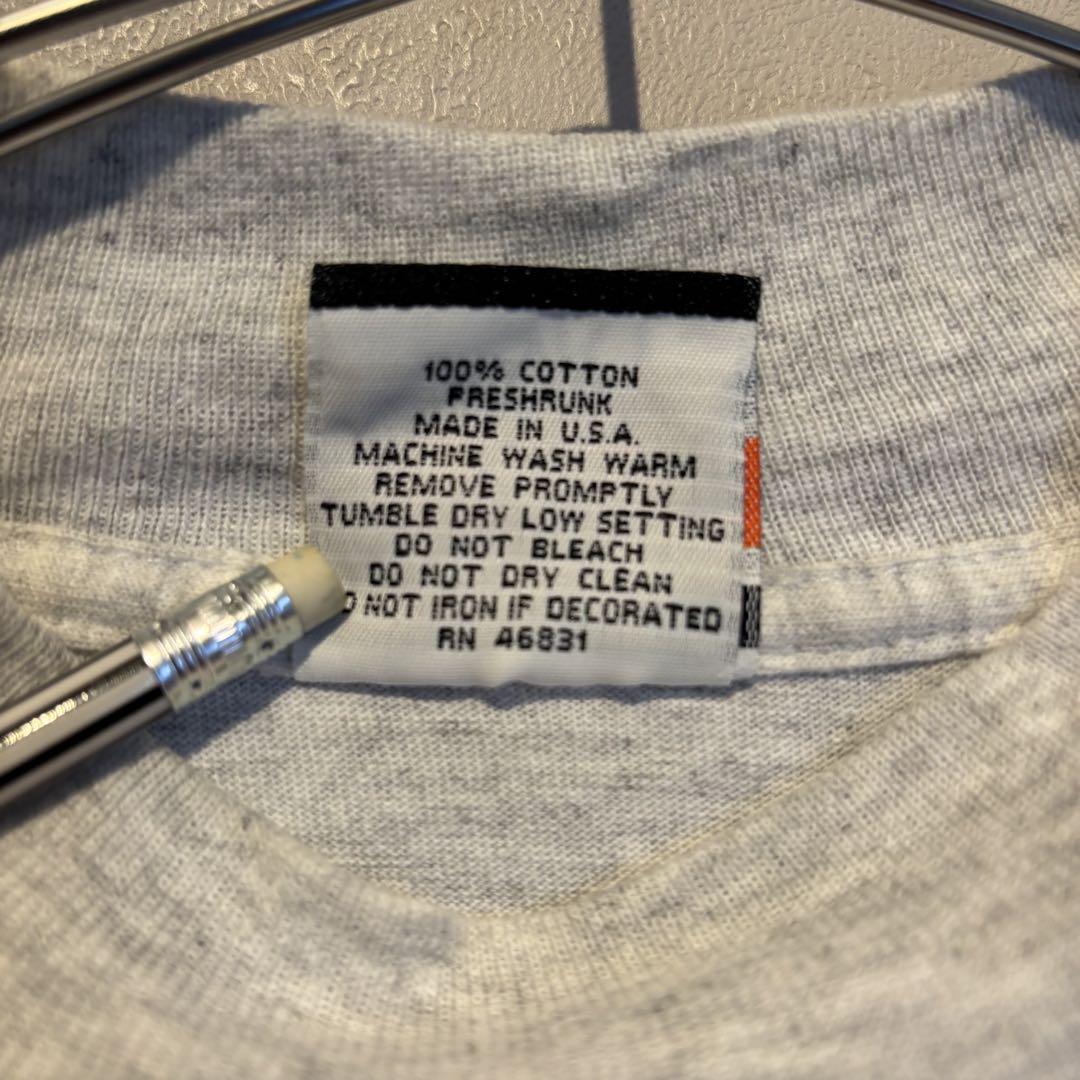 100% COTTON
PRESHRUNK
MADE IN U.S.A.
MACHINE WASH WARM
REMOVE PROMPTLY
TUMBLE DRY LOW SETTING
DO NOT BLEACH
DO NOT DRY CLEAN
NOT IRON IF DECORATED
RN 46831